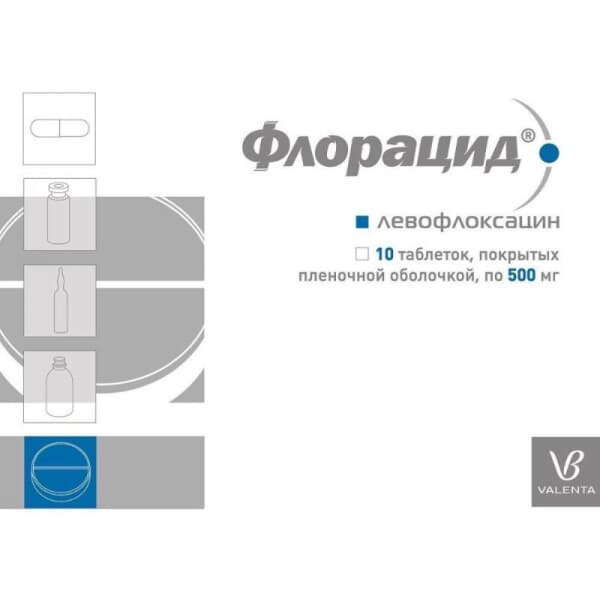 Флорацид®
левофлоксацин
10 таблеток, покрытых
пленочной оболочкой, по 500 мг
VALENTA